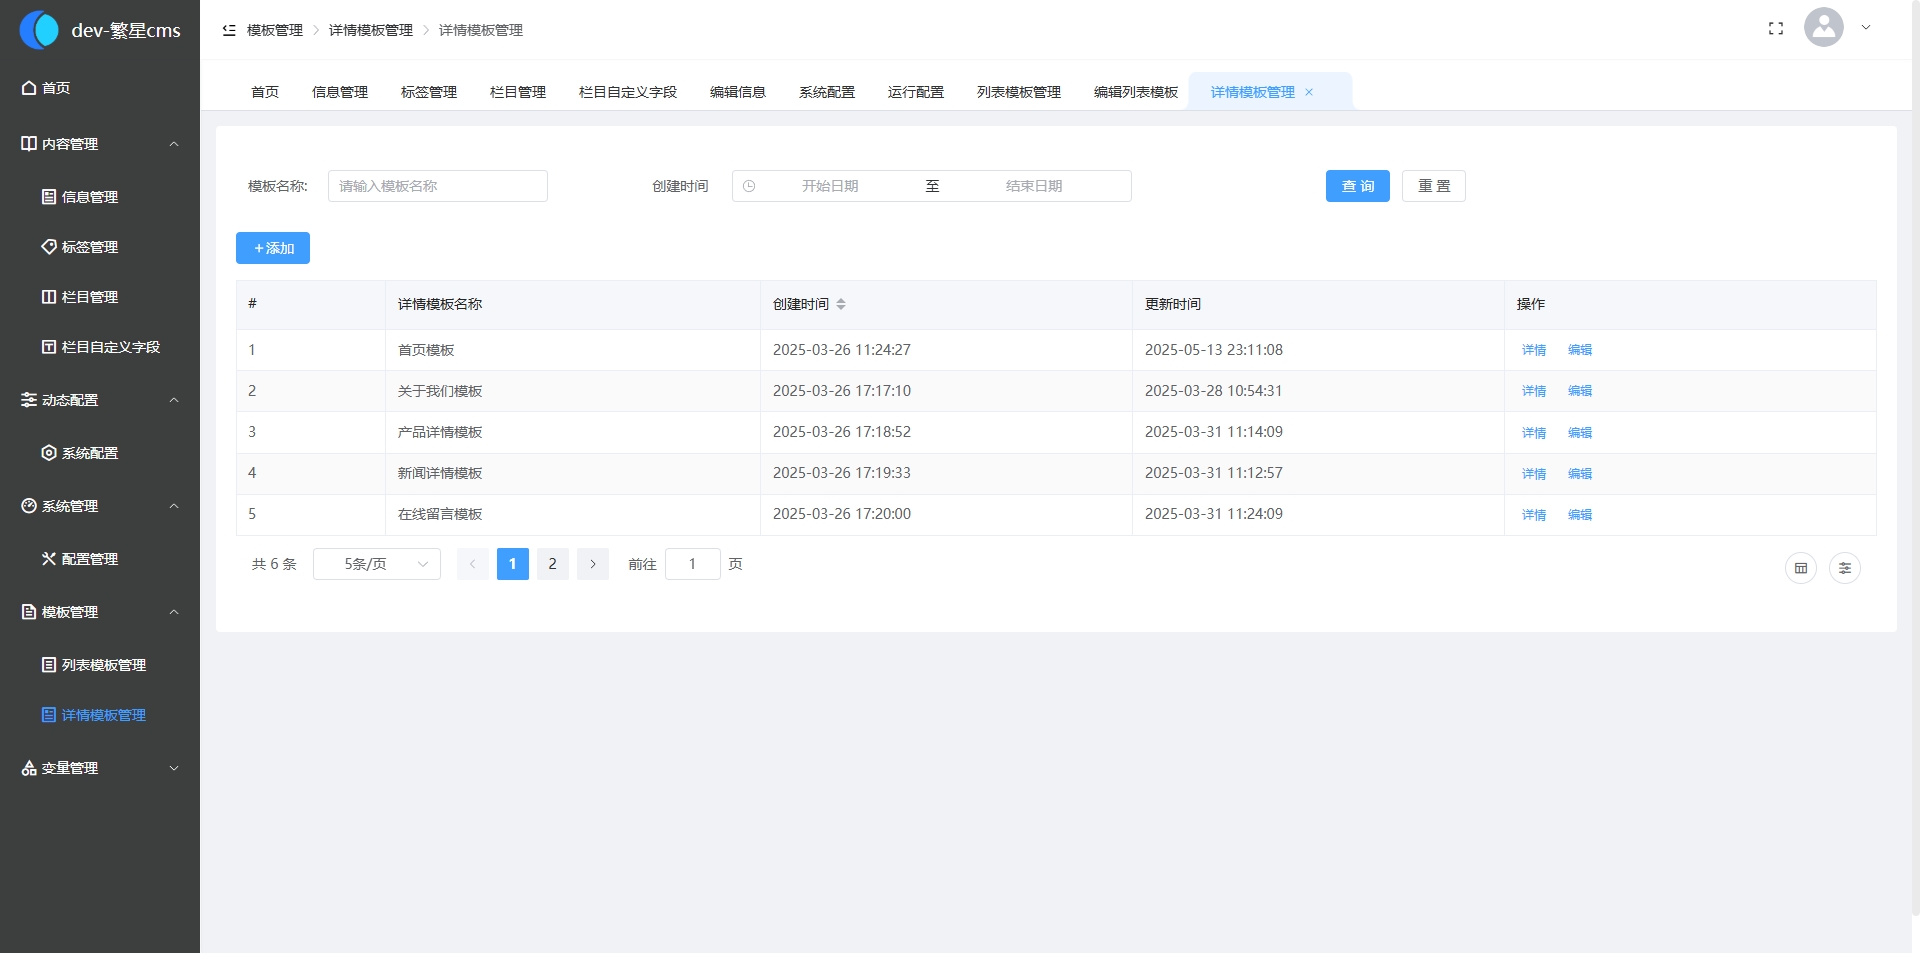 dev-繁星cms
首页
内容管理
信息管理
标签管理
栏目管理
栏目自定义字段
动态配置
系统配置
系统管理
配置管理
模板管理
列表模板管理
详情模板管理
变量管理
模板管理 详情模板管理 详情模板管理
首页 信息管理 标签管理 栏目管理 栏目自定义字段 编辑信息 系统配置 运行配置 列表模板管理 编辑列表模板 详情模板管理
模板名称: 请输入模板名称 创建时间 开始日期 至 结束日期 查 询 重 置
+添加
# 详情模板名称 创建时间 更新时间 操作
1 首页模板 2025-03-26 11:24:27 2025-05-13 23:11:08 详情 编辑
2 关于我们模板 2025-03-26 17:17:10 2025-03-28 10:54:31 详情 编辑
3 产品详情模板 2025-03-26 17:18:52 2025-03-31 11:14:09 详情 编辑
4 新闻详情模板 2025-03-26 17:19:33 2025-03-31 11:12:57 详情 编辑
5 在线留言模板 2025-03-26 17:20:00 2025-03-31 11:24:09 详情 编辑
共 6 条 5条/页 1 2 前往 1 页